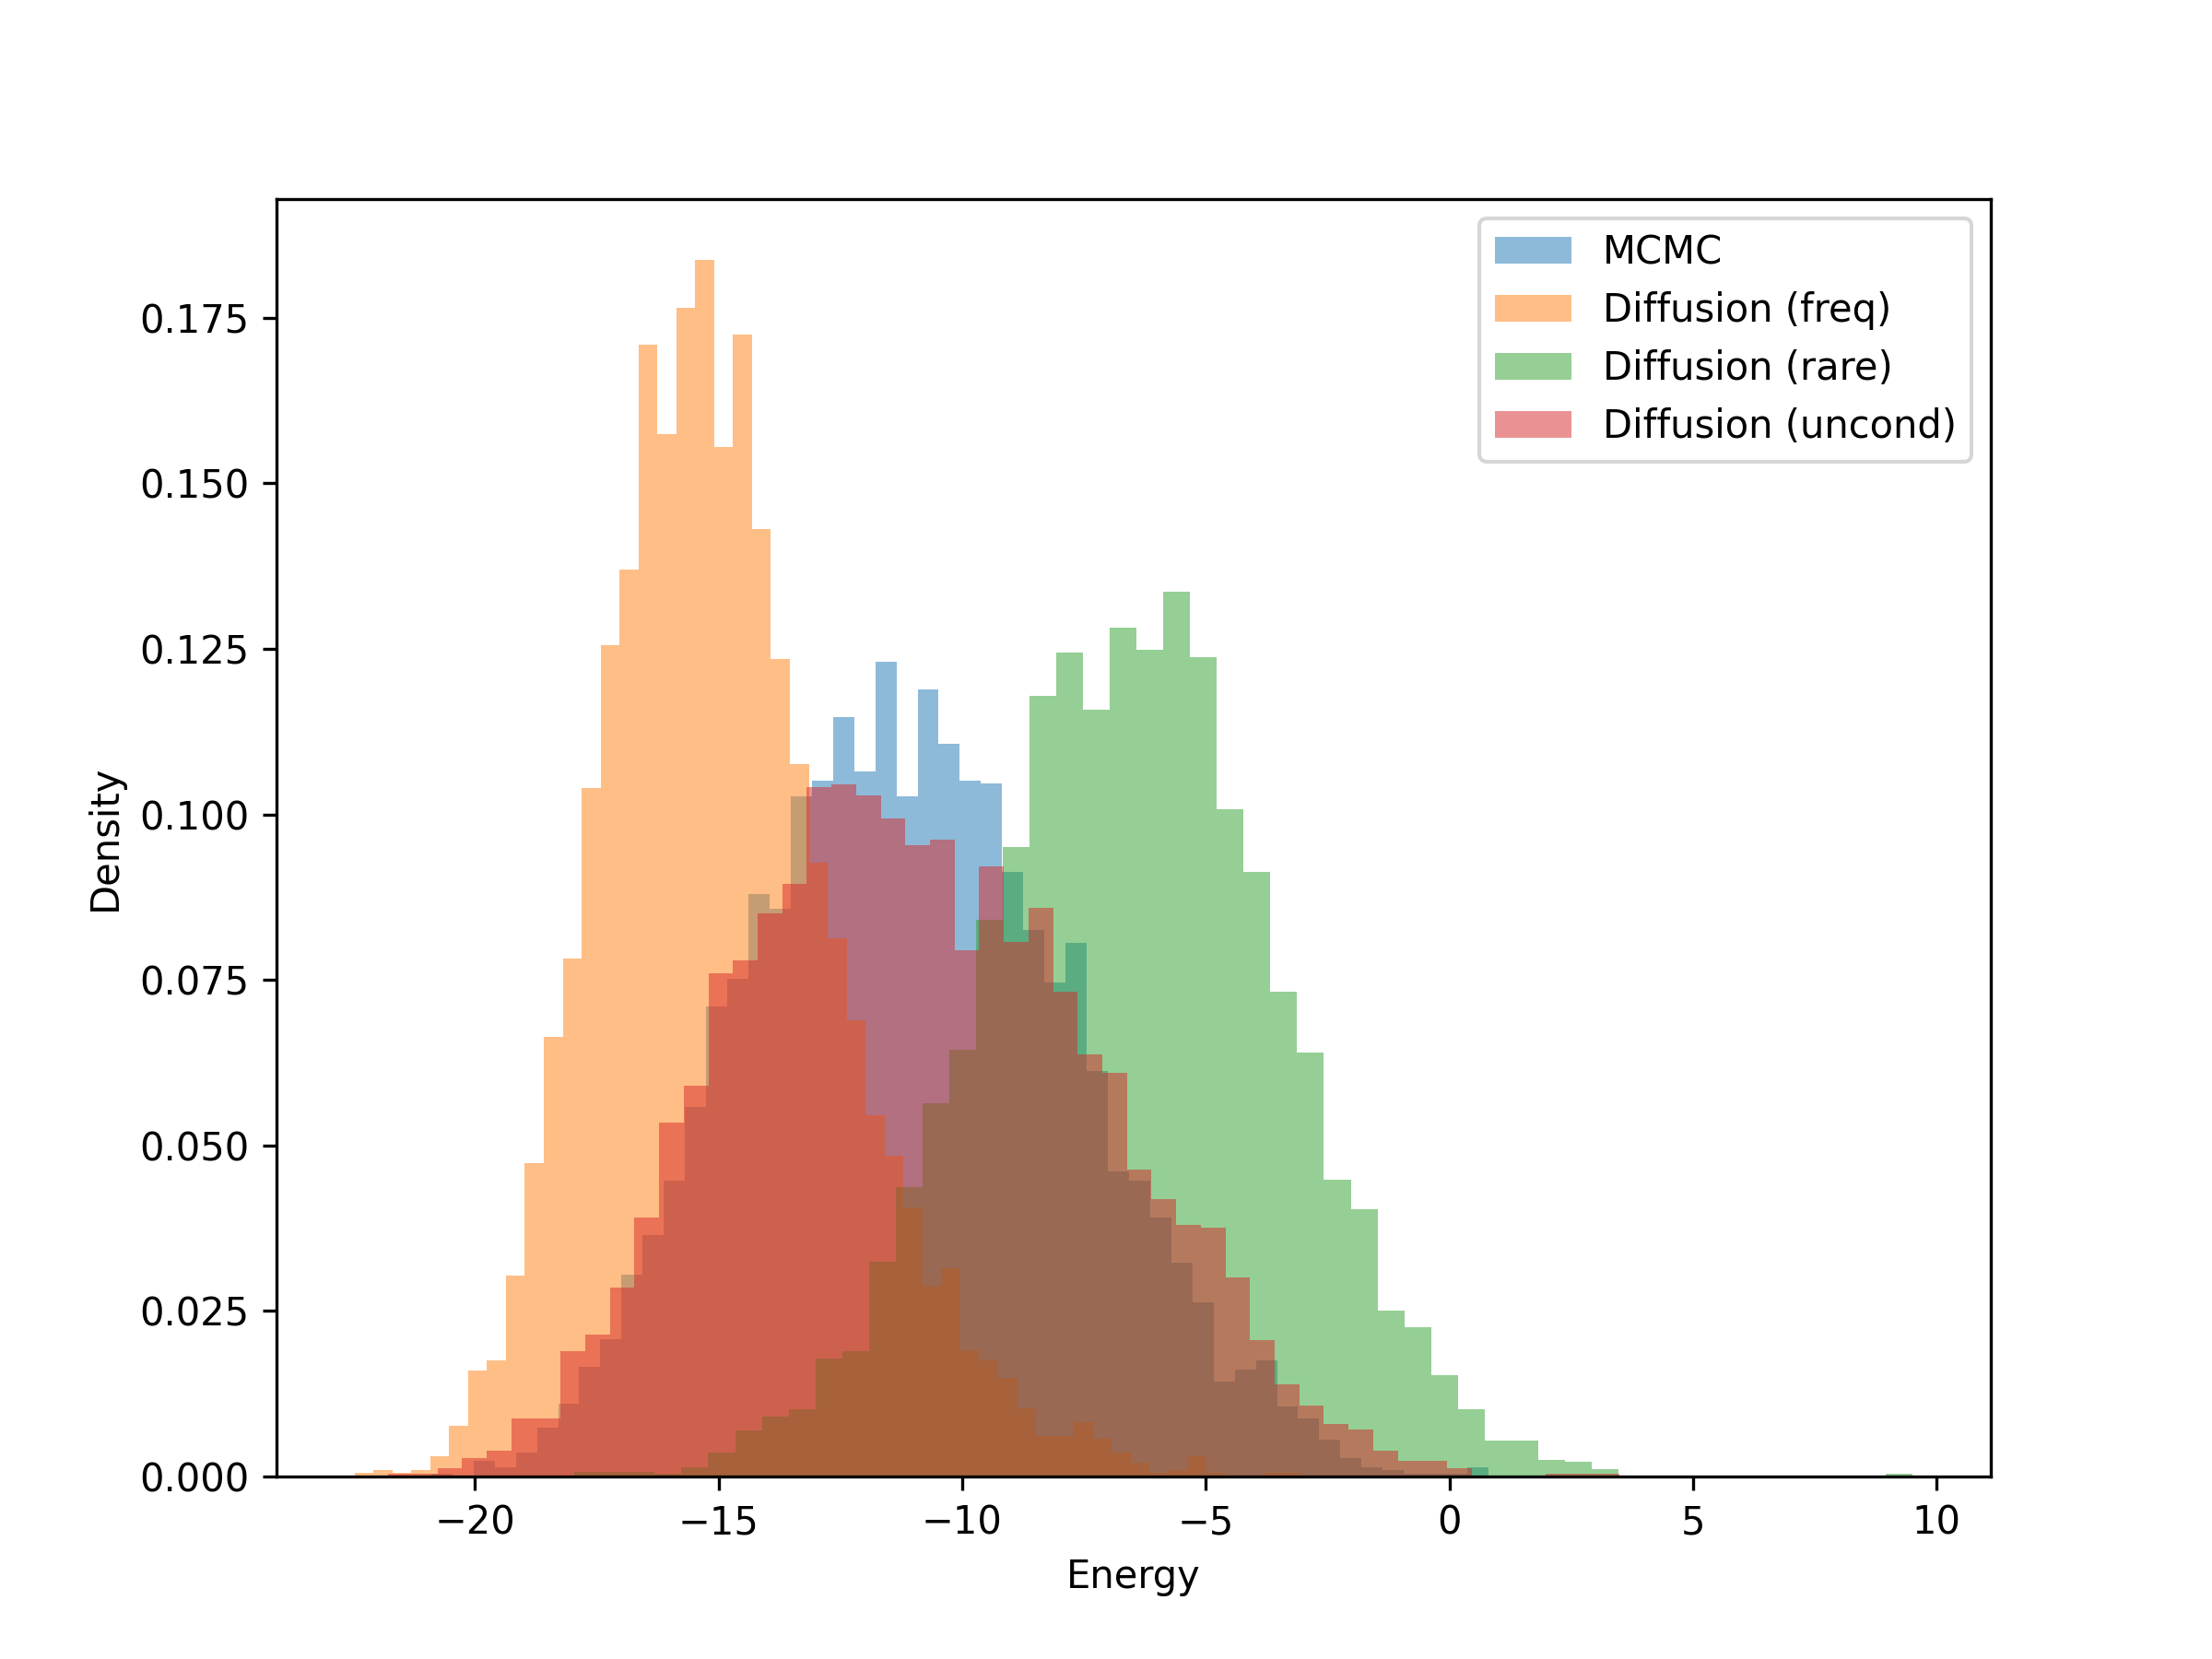 MCMC
Diffusion (freq)
Diffusion (rare)
Diffusion (uncond)
0.175
0.150
0.125
0.100
0.075
0.050
0.025
0.000
Density
−20 −15 −10 −5 0 5 10
Energy